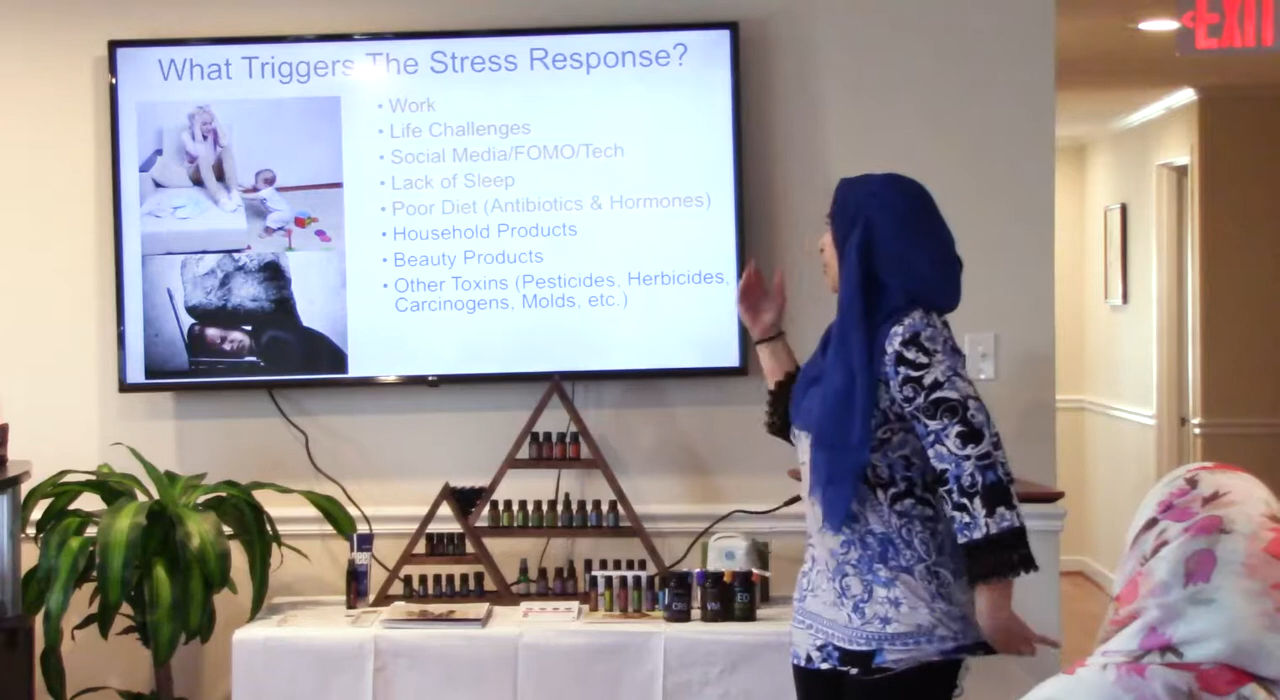 What Triggers The Stress Response?
• Work
• Life Challenges
• Social Media/FOMO/Tech
• Lack of Sleep
• Poor Diet (Antibiotics & Hormones)
• Household Products
• Beauty Products
• Other Toxins (Pesticides, Herbicides,
Carcinogens, Molds, etc.)
EXIT
VM